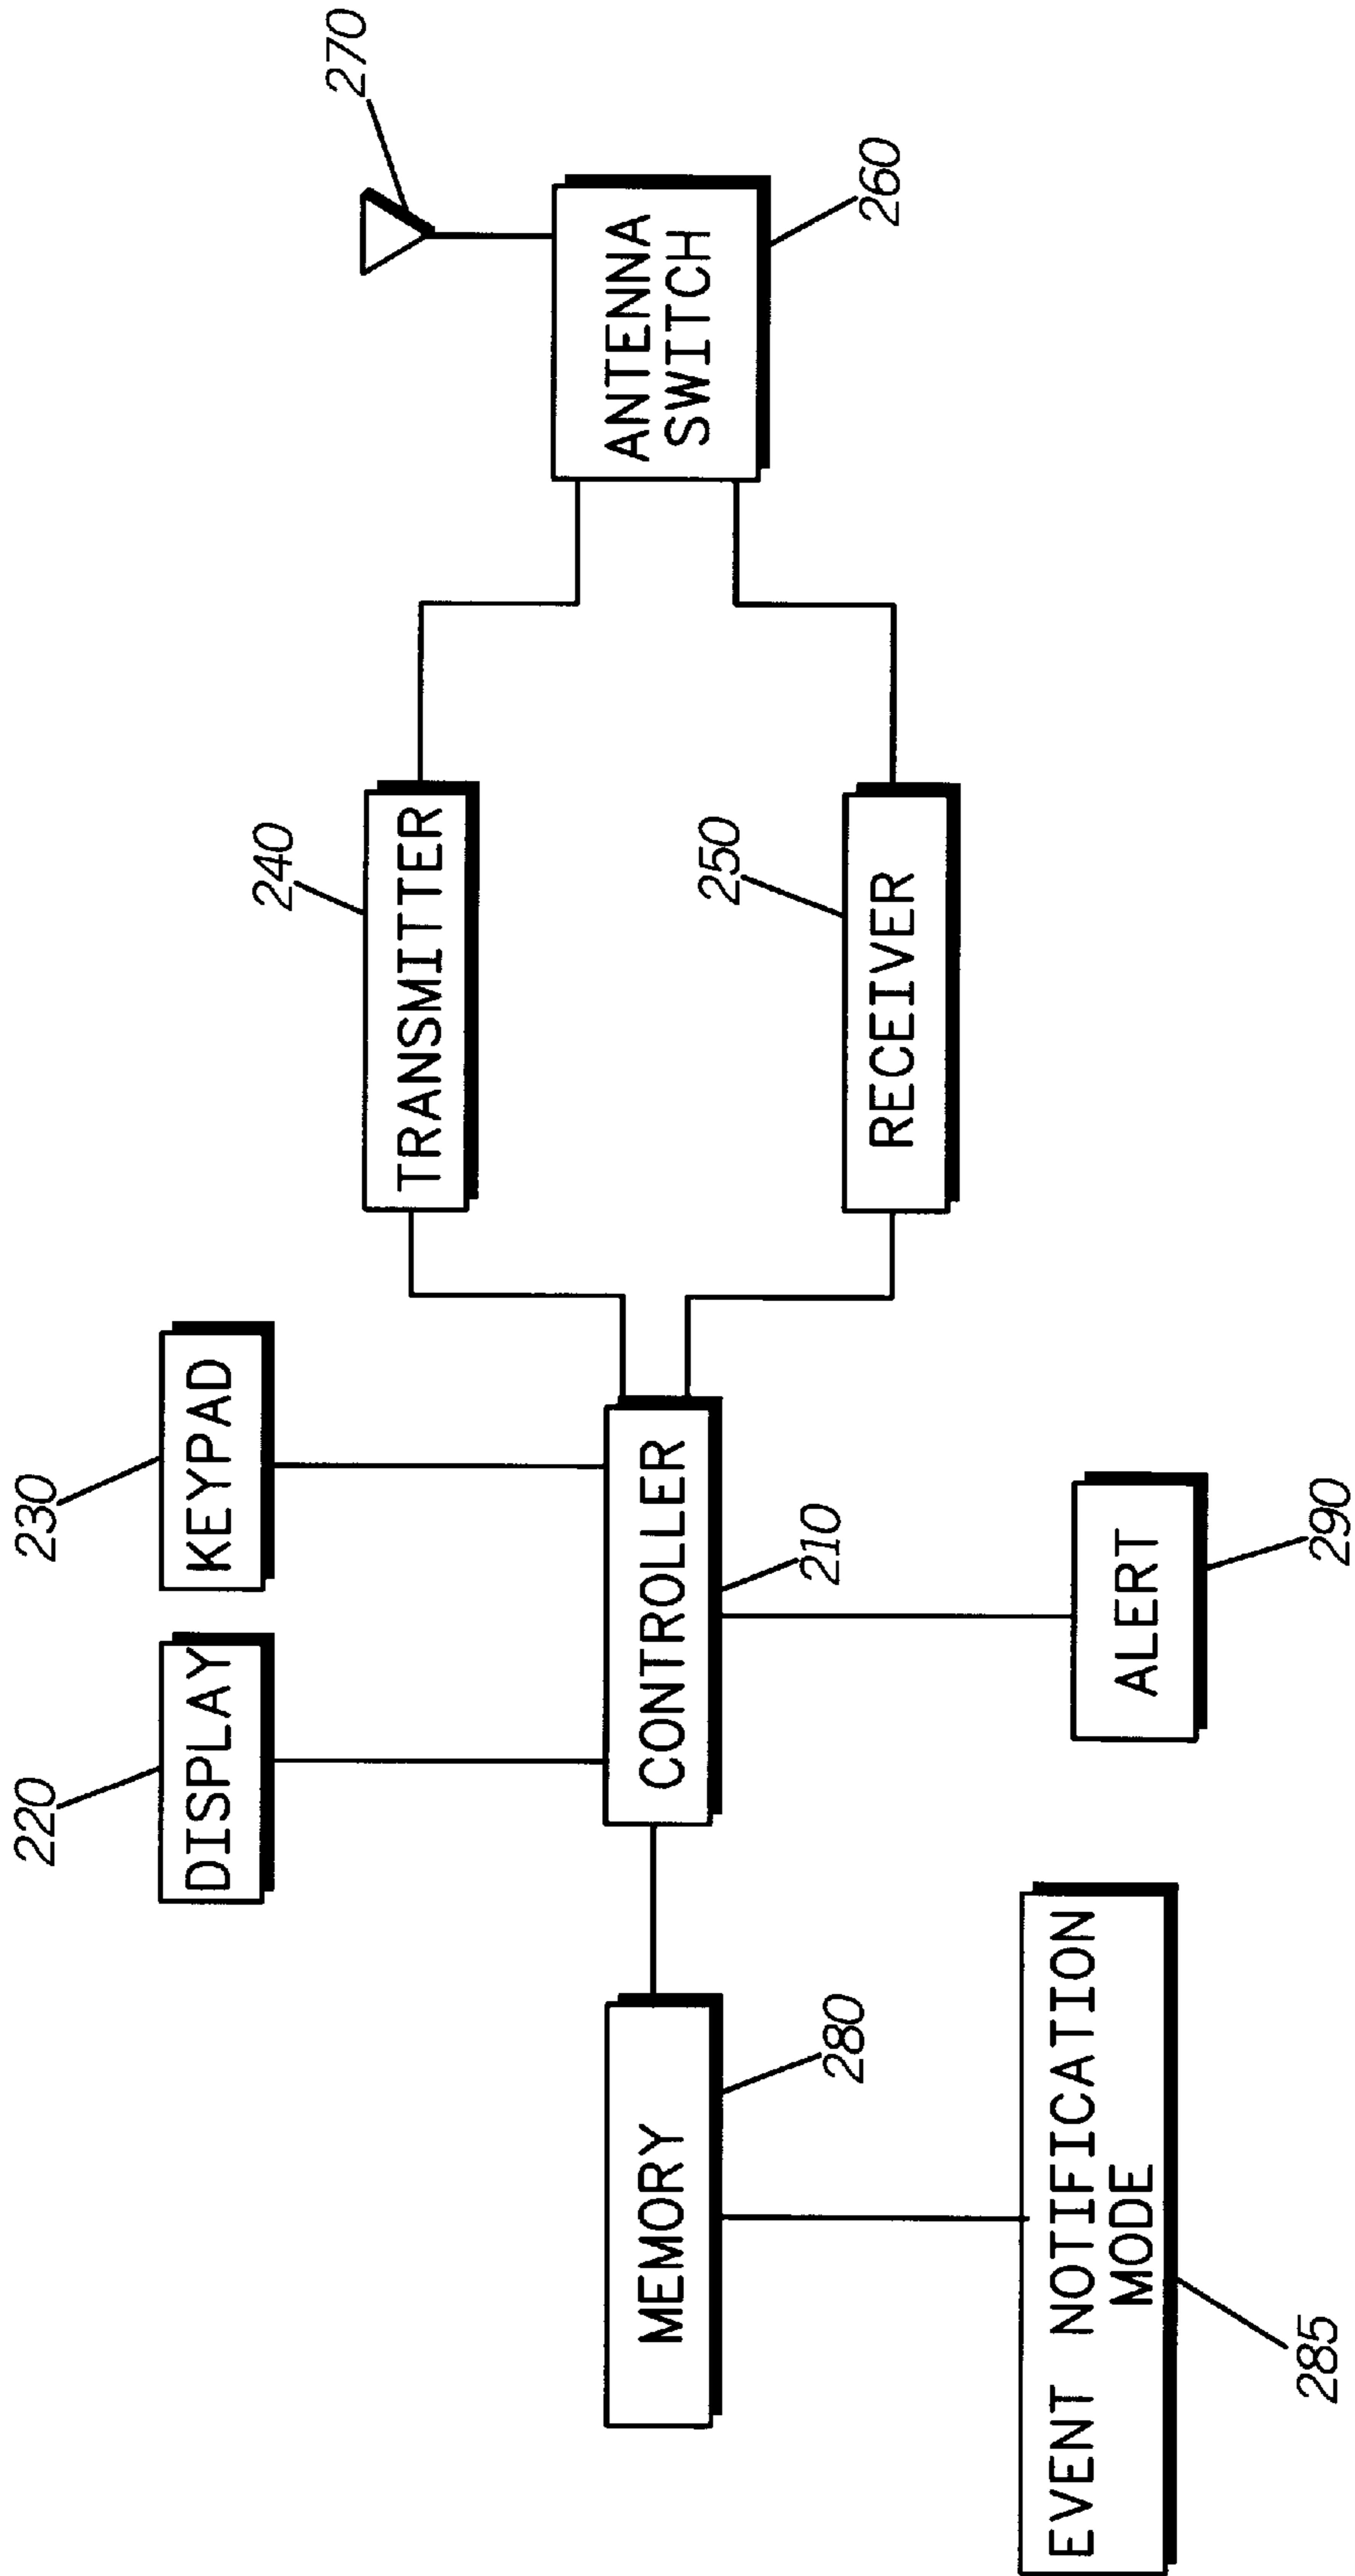 220
230
DISPLAY
KEYPAD
240
270
TRANSMITTER
MEMORY
CONTROLLER
ANTENNA
SWITCH
280
210
250
260
RECEIVER
EVENT NOTIFICATION
MODE
ALERT
285
290